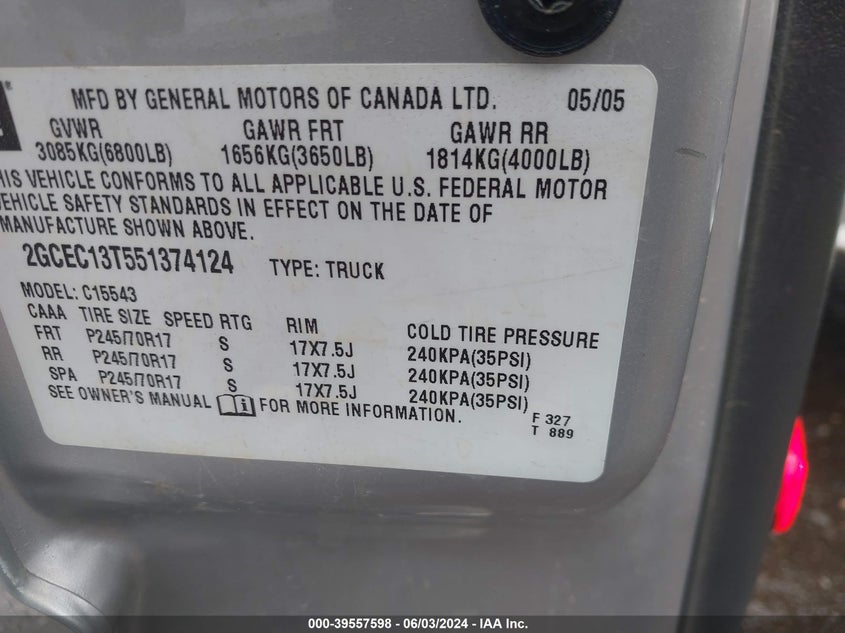 ®
MFD BY GENERAL MOTORS OF CANADA LTD. 05/05
GVWR GAWR FRT GAWR RR
3085KG(6800LB) 1656KG(3650LB) 1814KG(4000LB)
HIS VEHICLE CONFORMS TO ALL APPLICABLE U.S. FEDERAL MOTOR
VEHICLE SAFETY STANDARDS IN EFFECT ON THE DATE OF
MANUFACTURE SHOWN ABOVE.
2GCEC13T551374124 TYPE: TRUCK
MODEL: C15543
CAAA TIRE SIZE SPEED RTG RIM COLD TIRE PRESSURE
FRT P245/70R17 S 17X7.5J 240KPA(35PSI)
RR P245/70R17 S 17X7.5J 240KPA(35PSI)
SPA P245/70R17 S 17X7.5J 240KPA(35PSI)
SEE OWNER'S MANUAL i FOR MORE INFORMATION.
F 327
T 889
000-39557598 - 06/03/2024 - IAA Inc.